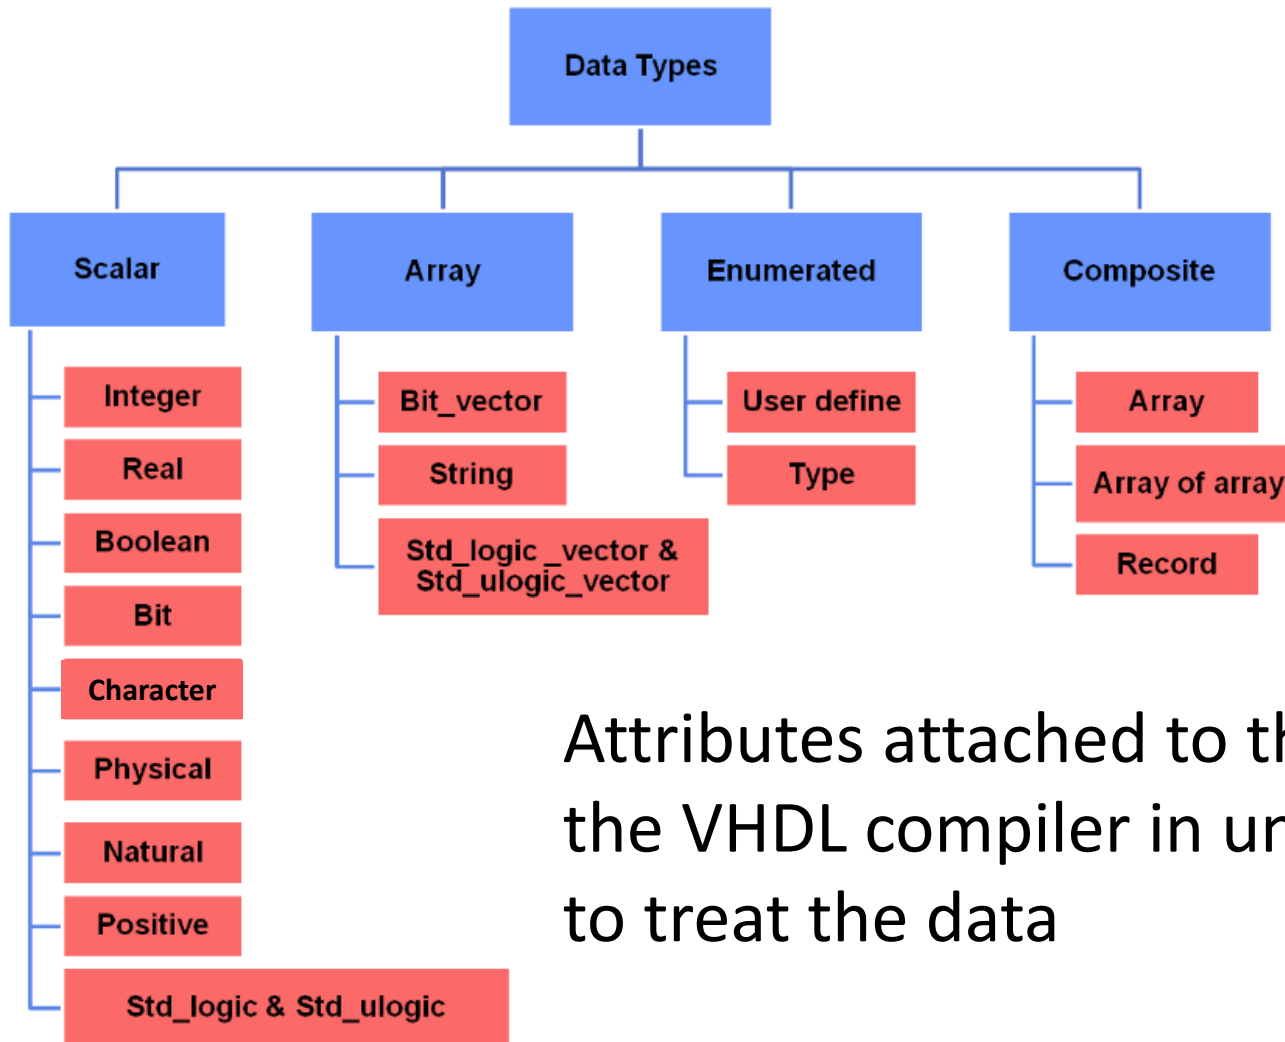 Data Types
Scalar
Array
Enumerated
Composite
Integer
Real
Boolean
Bit
Character
Physical
Natural
Positive
Std_logic & Std_ulogic
Bit_vector
String
Std_logic _vector &
Std_ulogic_vector
User define
Type
Array
Array of array
Record
Attributes attached to
the VHDL compiler in
to treat the data